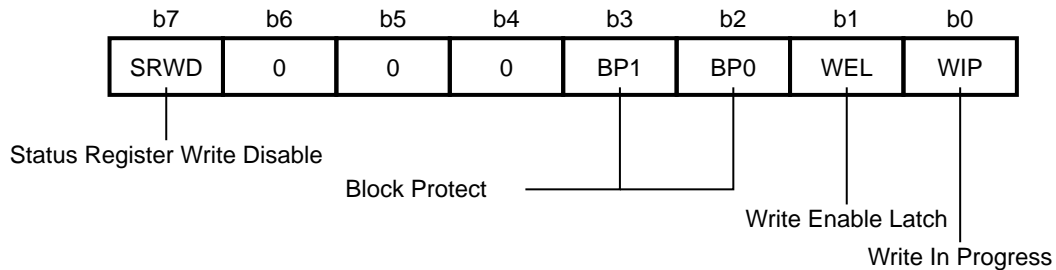 b7 b6 b5 b4 b3 b2 b1 b0
SRWD 0 0 0 BP1 BP0 WEL WIP
Status Register Write Disable
Block Protect
Write Enable Latch
Write In Progress